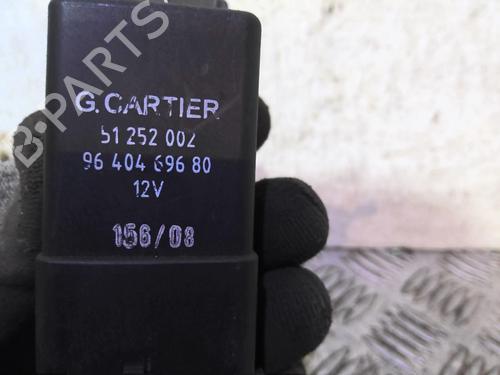 B-PARTS
G.CARTIER
51 252 002
96 404 696 80
12V
156/08